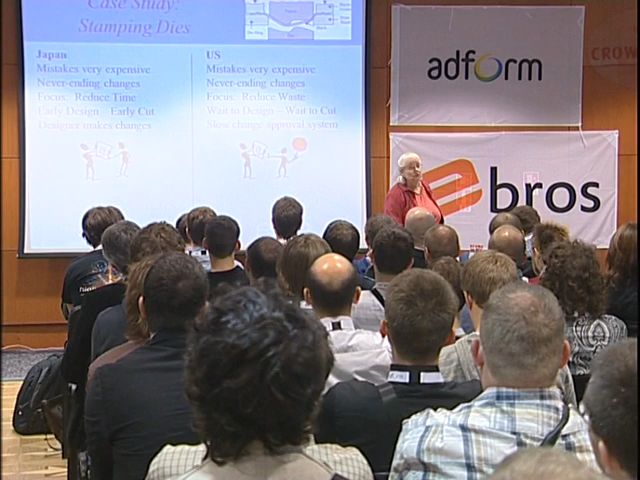 Case Study:
Stamping Dies
Japan
Mistakes very expensive
Never-ending changes
Focus: Reduce Time
Early Design – Early Cut
Designer makes changes
US
Mistakes very expensive
Never-ending changes
Focus: Reduce Waste
Wait to Design – Wait to Cut
Slow change approval system
adform
bros
CROW